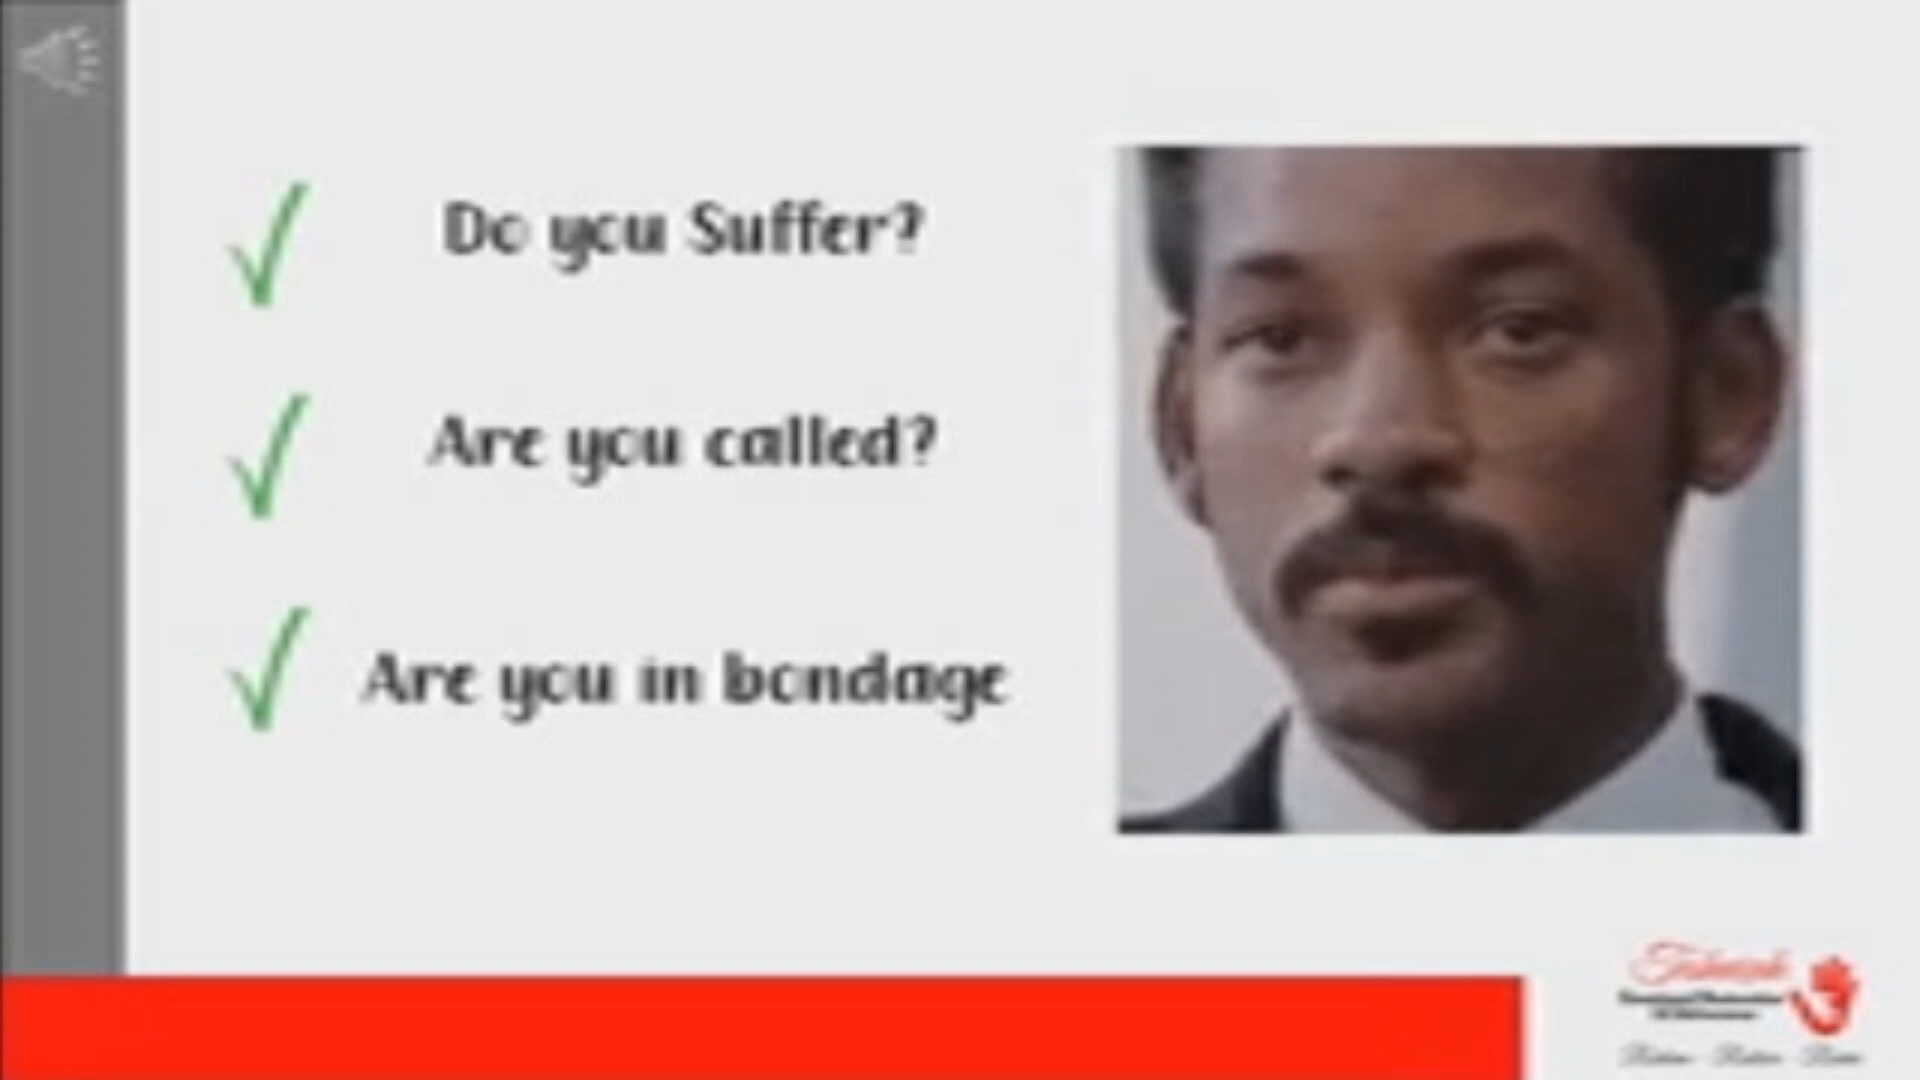 Do you Suffer?
Are you called?
Are you in bondage